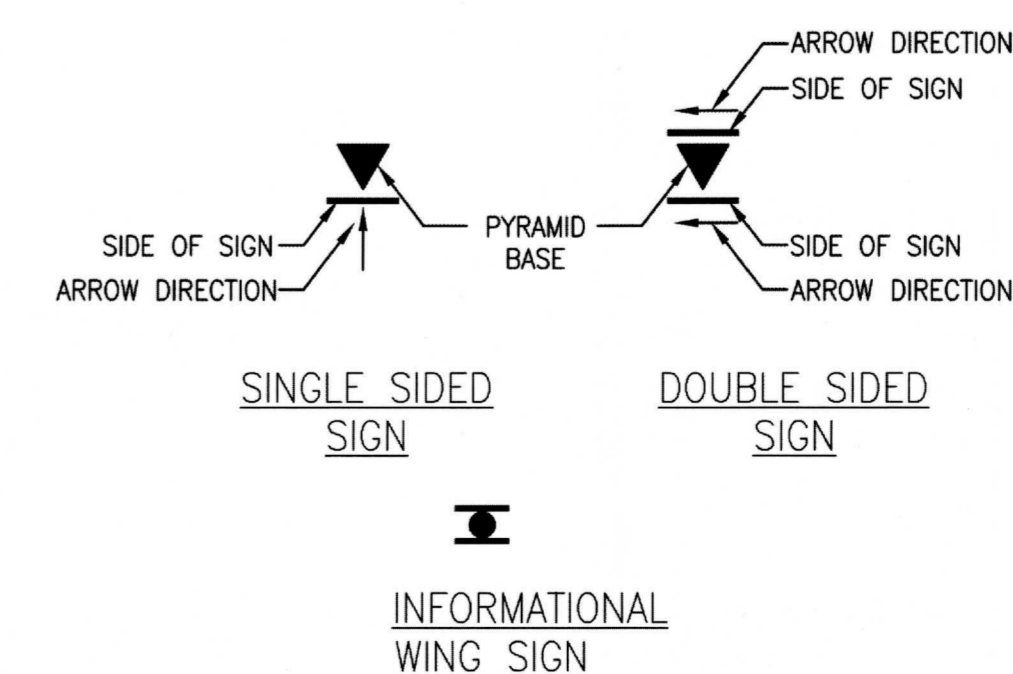 ARROW DIRECTION
SIDE OF SIGN
PYRAMID
BASE
SIDE OF SIGN
ARROW DIRECTION
SIDE OF SIGN
ARROW DIRECTION
SINGLE SIDED
SIGN
DOUBLE SIDED
SIGN
INFORMATIONAL
WING SIGN